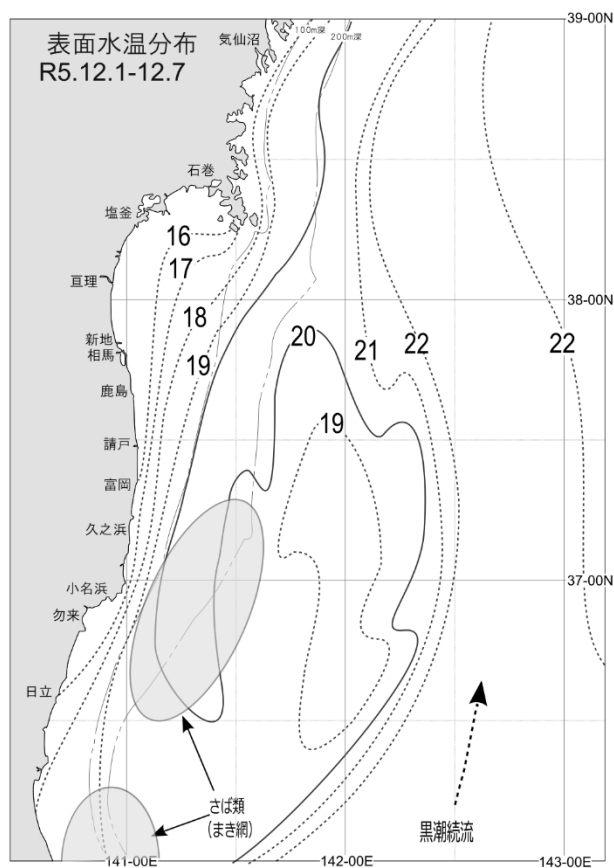 表面水温分布
R5.12.1-12.7
気仙沼
100m深
200m深
39-00N
石巻
塩釜
16
17
亘理
38-00N
18
新地
相馬
19
20
21
22
22
鹿島
19
請戸
富岡
久之浜
37-00N
小名浜
勿来
日立
さば類
(まき網)
黒潮続流
141-00E
142-00E
143-00E